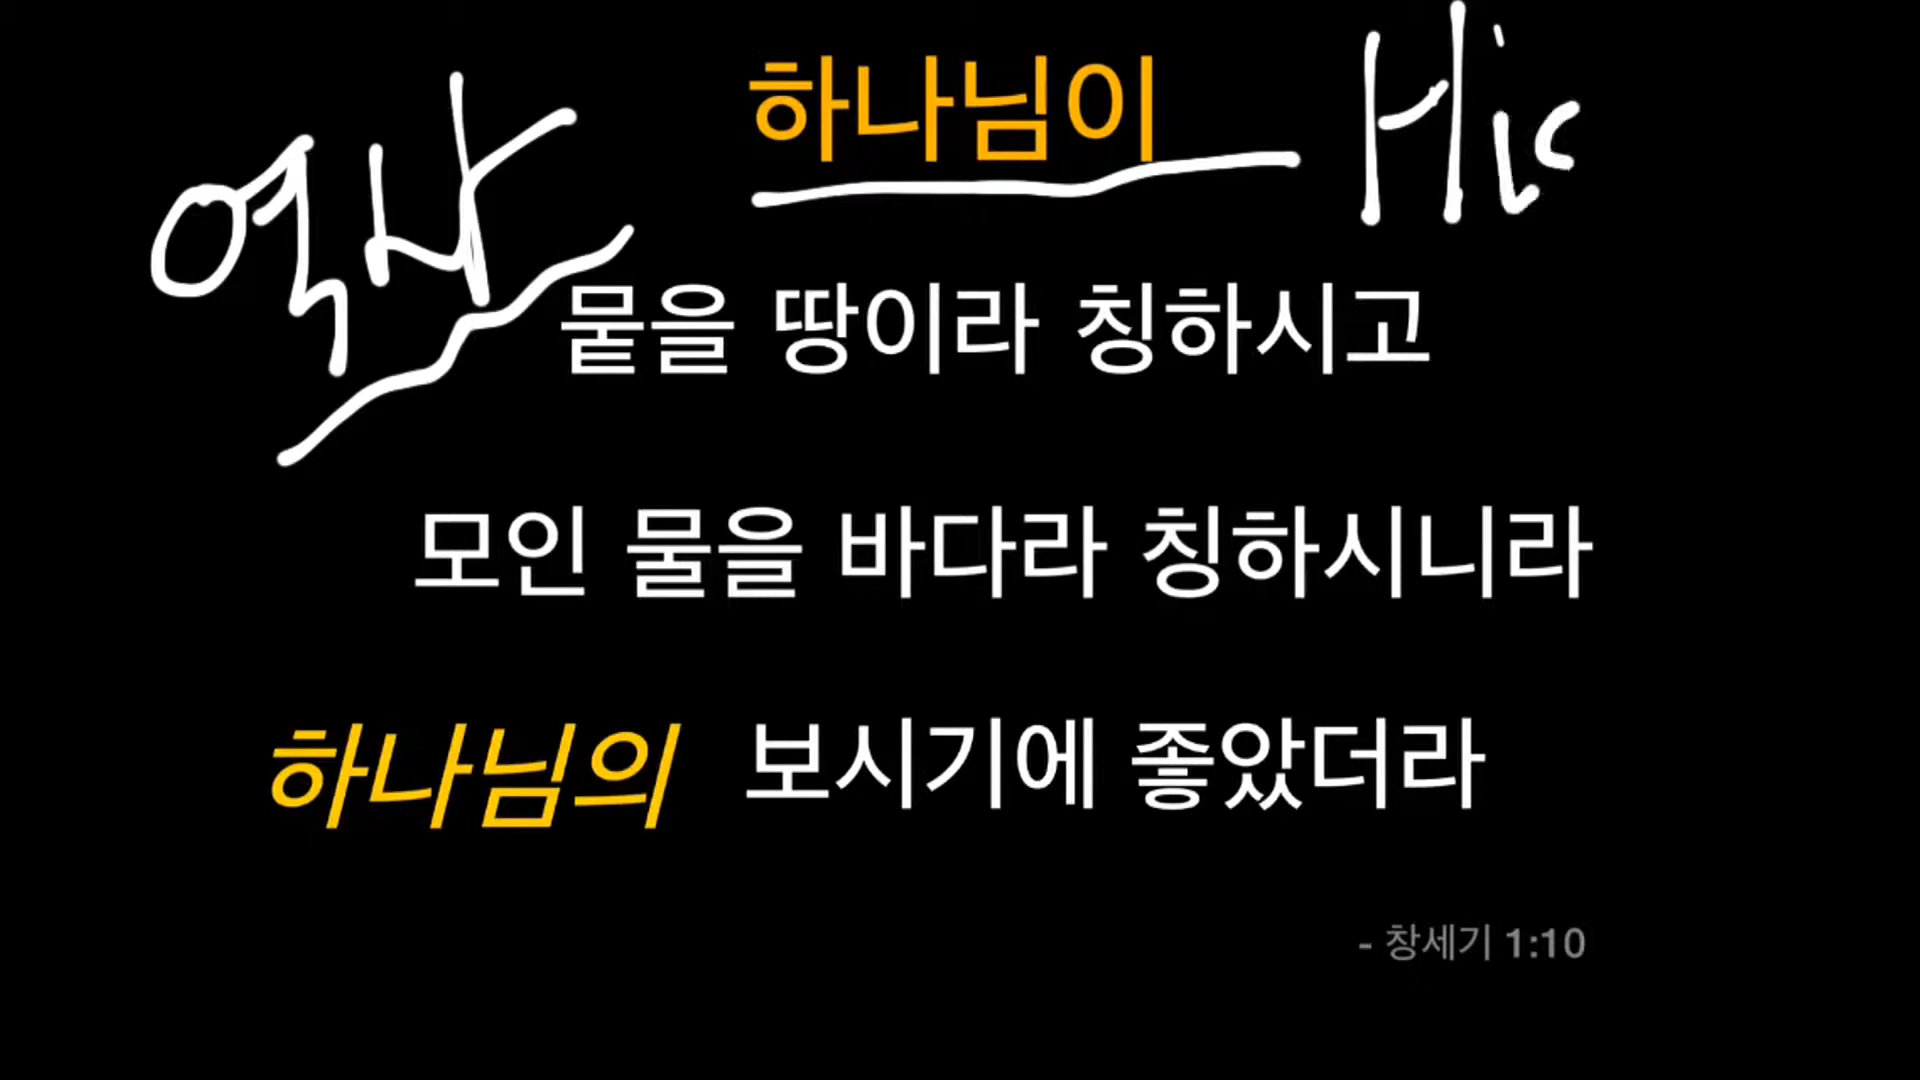 하나님이
역사
His
뭍을 땅이라 칭하시고
모인 물을 바다라 칭하시니라
하나님의 보시기에 좋았더라
- 창세기 1:10